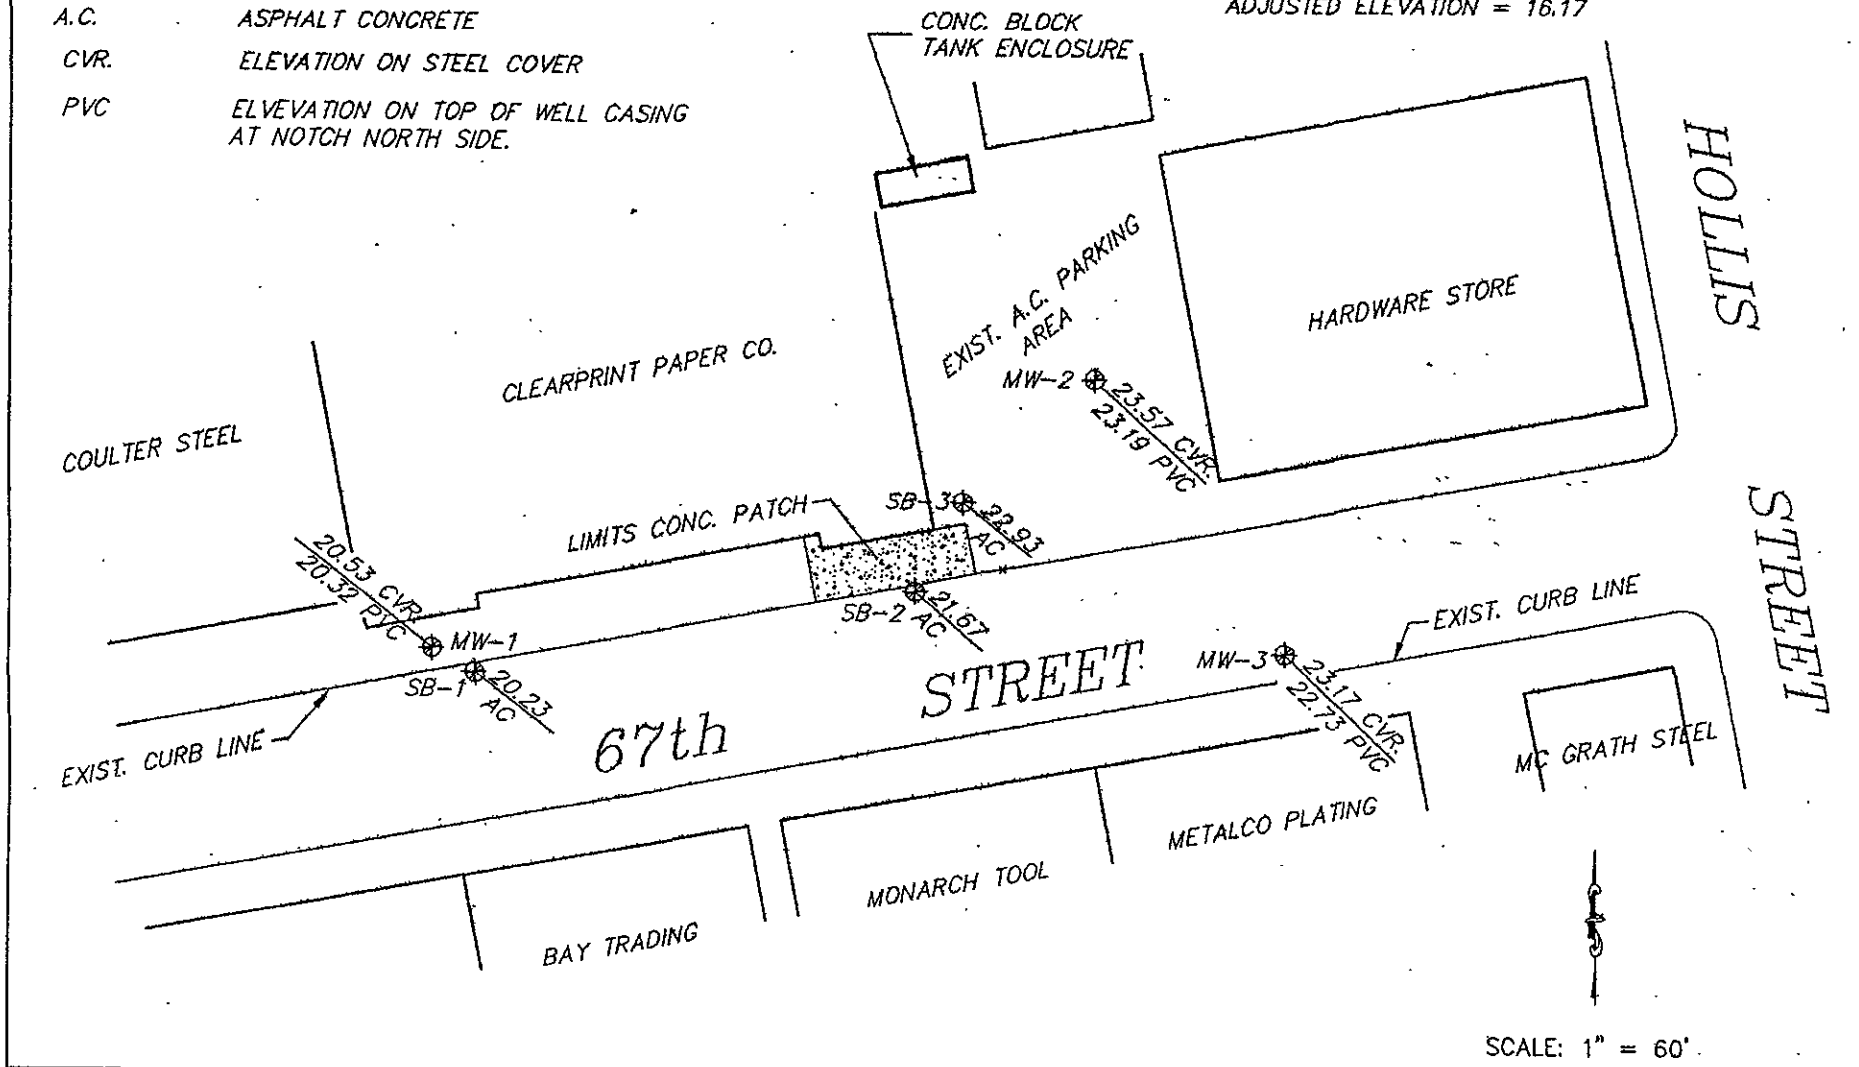 A.C. ASPHALT CONCRETE
CVR. ELEVATION ON STEEL COVER
PVC ELVEVATION ON TOP OF WELL CASING
AT NOTCH NORTH SIDE.
CONC. BLOCK
TANK ENCLOSURE
ADJUSTED ELEVATION = 16.17
HOLLIS
STREET
HARDWARE STORE
EXIST. A.C. PARKING
AREA
MW-2
23.57 CVR.
23.19 PVC
CLEARPRINT PAPER CO.
COULTER STEEL
LIMITS CONC. PATCH
SB-3
22.93
AC
20.53 CVR.
20.32 PVC
MW-1
SB-1
20.23
AC
SB-2
21.67
AC
EXIST. CURB LINE
67th STREET
MW-3
23.17 CVR.
22.73 PVC
EXIST. CURB LINE
MC GRATH STEEL
METALCO PLATING
MONARCH TOOL
BAY TRADING
SCALE: 1" = 60'